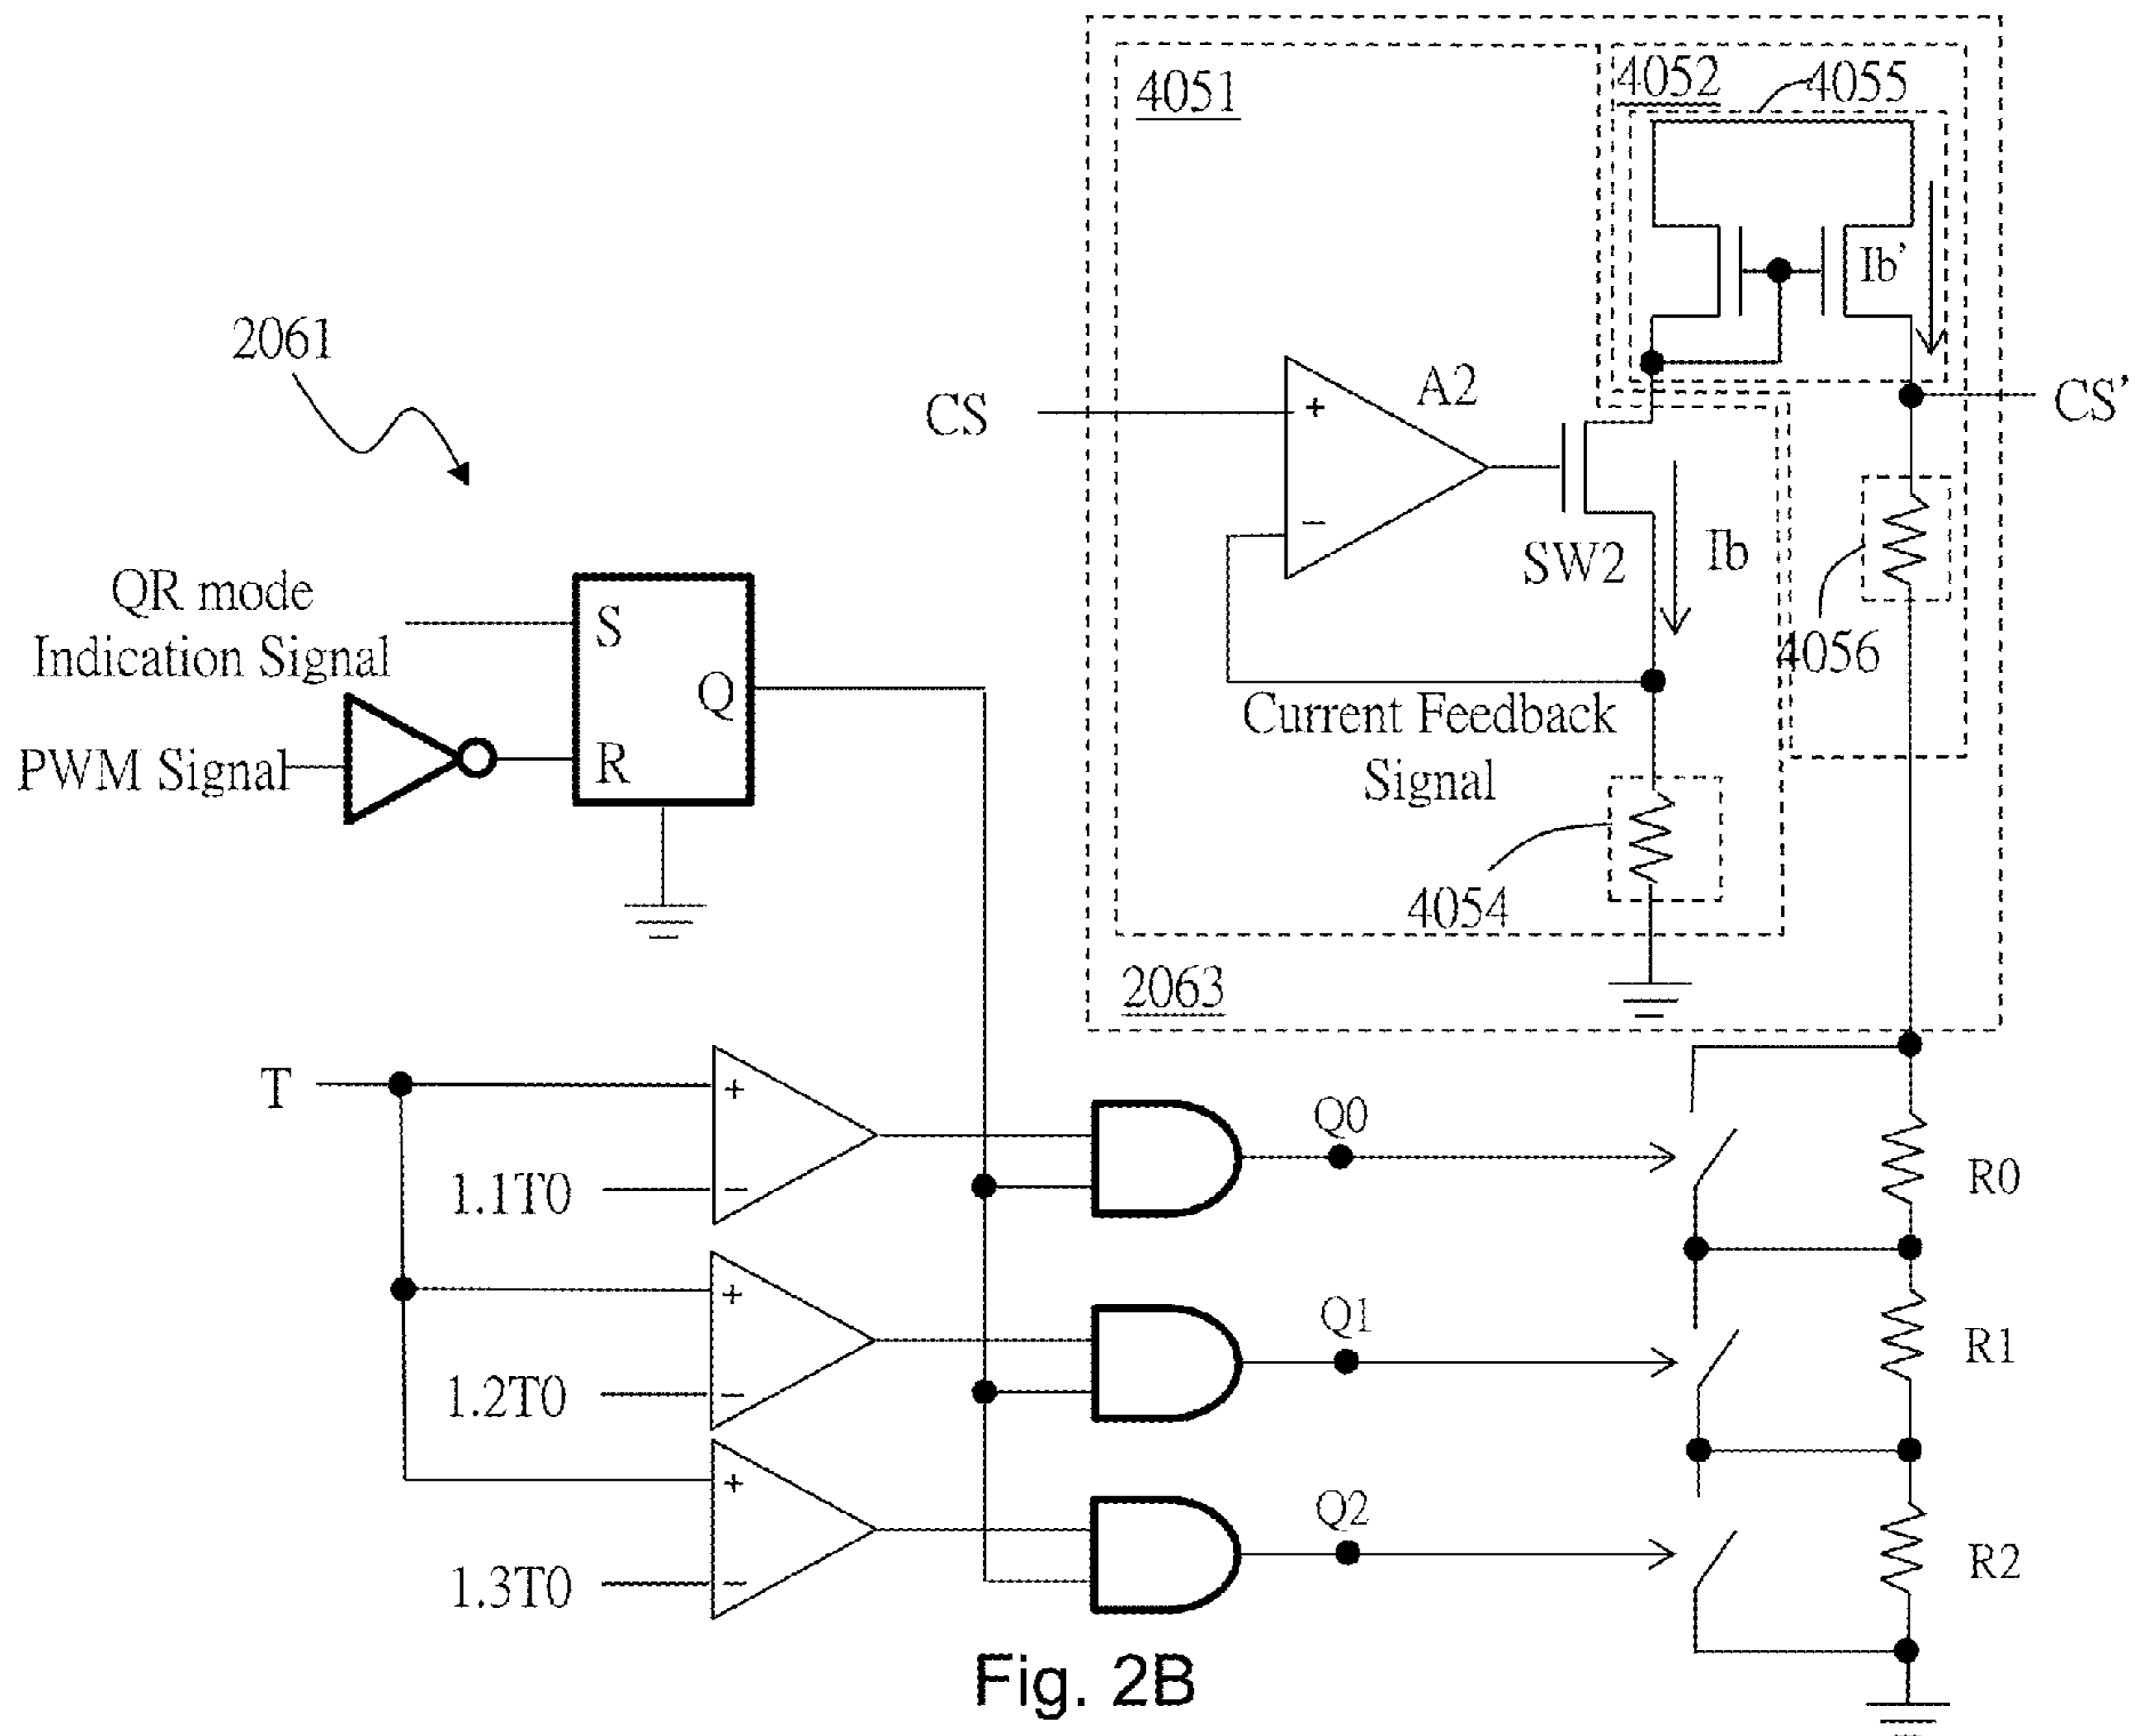 4051
4052
4055
Ib’
2061
CS
+
A2
CS’
−
SW2
Ib
QR mode
Indication Signal
S
Q
4056
Current Feedback
Signal
PWM Signal
R
4054
2063
T
+
Q0
1.1T0
−
R0
+
Q1
1.2T0
−
R1
+
Q2
1.3T0
−
R2
Fig. 2B